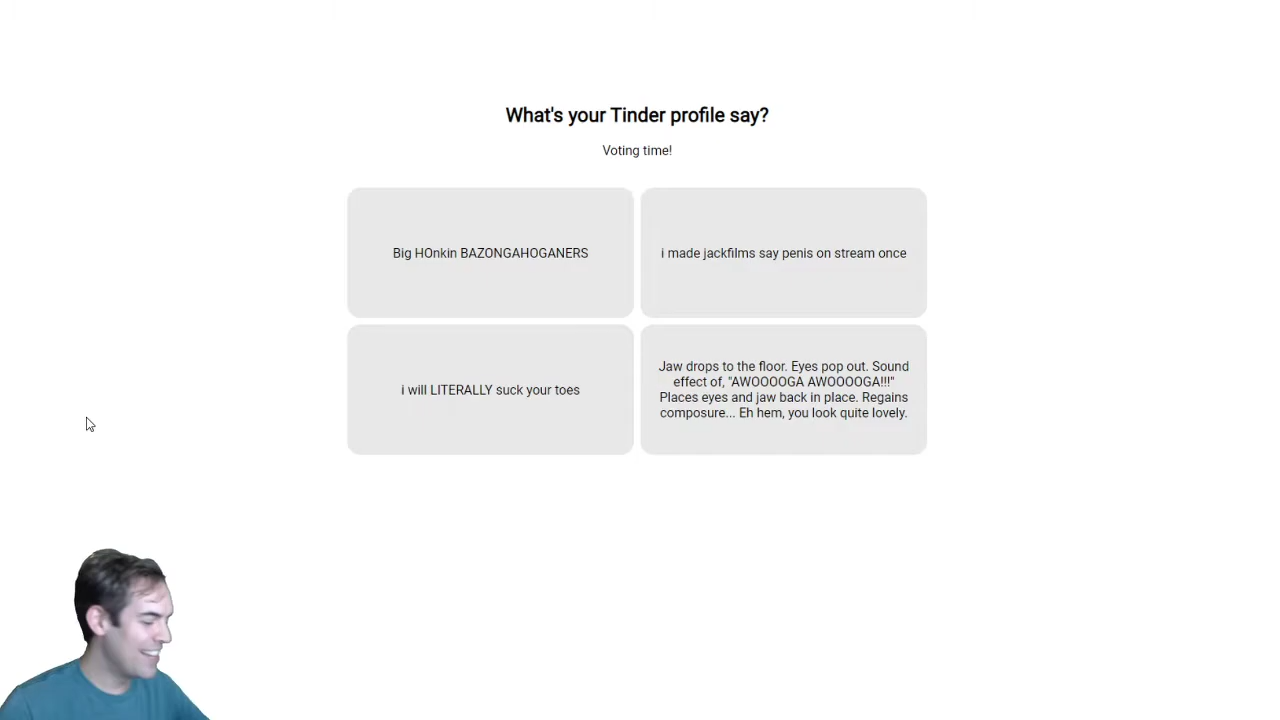 What's your Tinder profile say?
Voting time!
Big HOnkin BAZONGAHOGANERS
i made jackfilms say penis on stream once
i will LITERALLY suck your toes
Jaw drops to the floor. Eyes pop out. Sound
effect of, "AWOOOOGA AWOOOOGA!!!"
Places eyes and jaw back in place. Regains
composure... Eh hem, you look quite lovely.